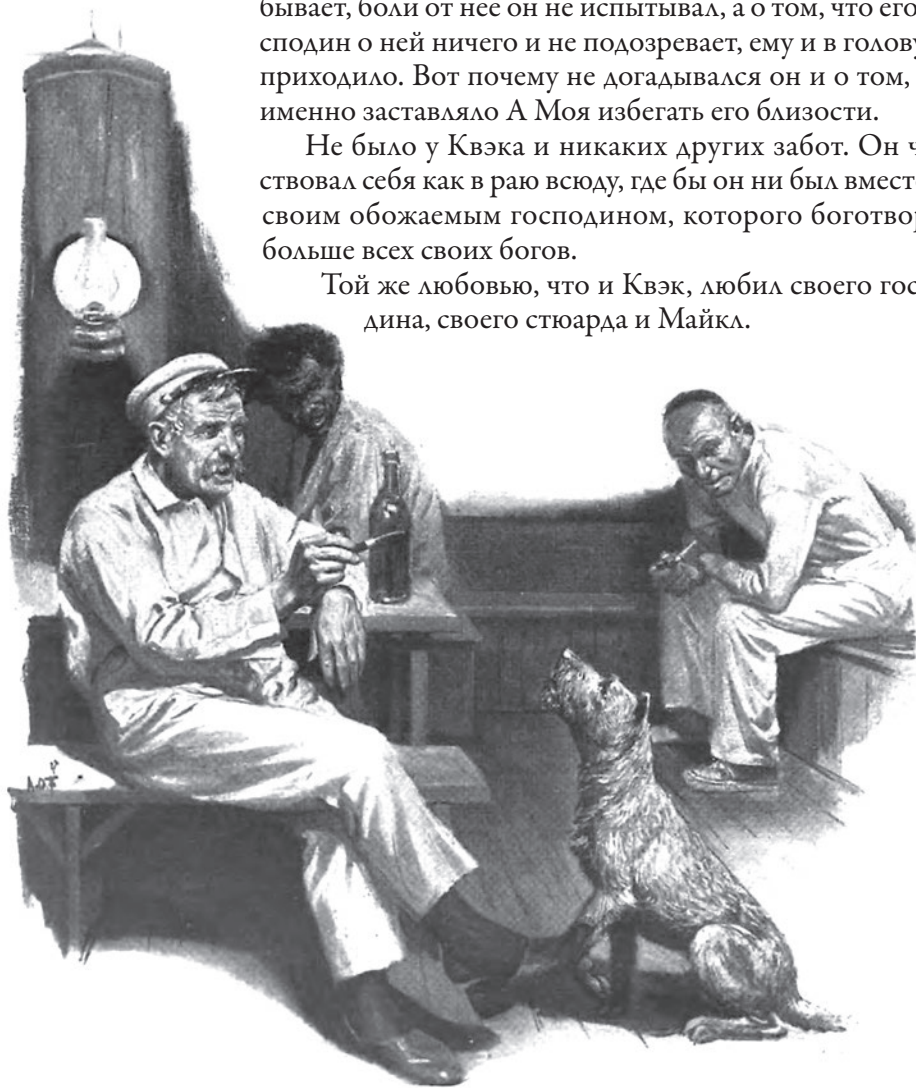 бывает, боли от нее он не испытывал, а о том, что его
сподин о ней ничего и не подозревает, ему и в голову
приходило. Вот почему не догадывался он и о том,
именно заставляло А Моя избегать его близости.
Не было у Квэка и никаких других забот. Он ч
ствовал себя как в раю всюду, где бы он ни был вмест
своим обожаемым господином, которого боготвор
больше всех своих богов.
Той же любовью, что и Квэк, любил своего гос
дина, своего стюарда и Майкл.